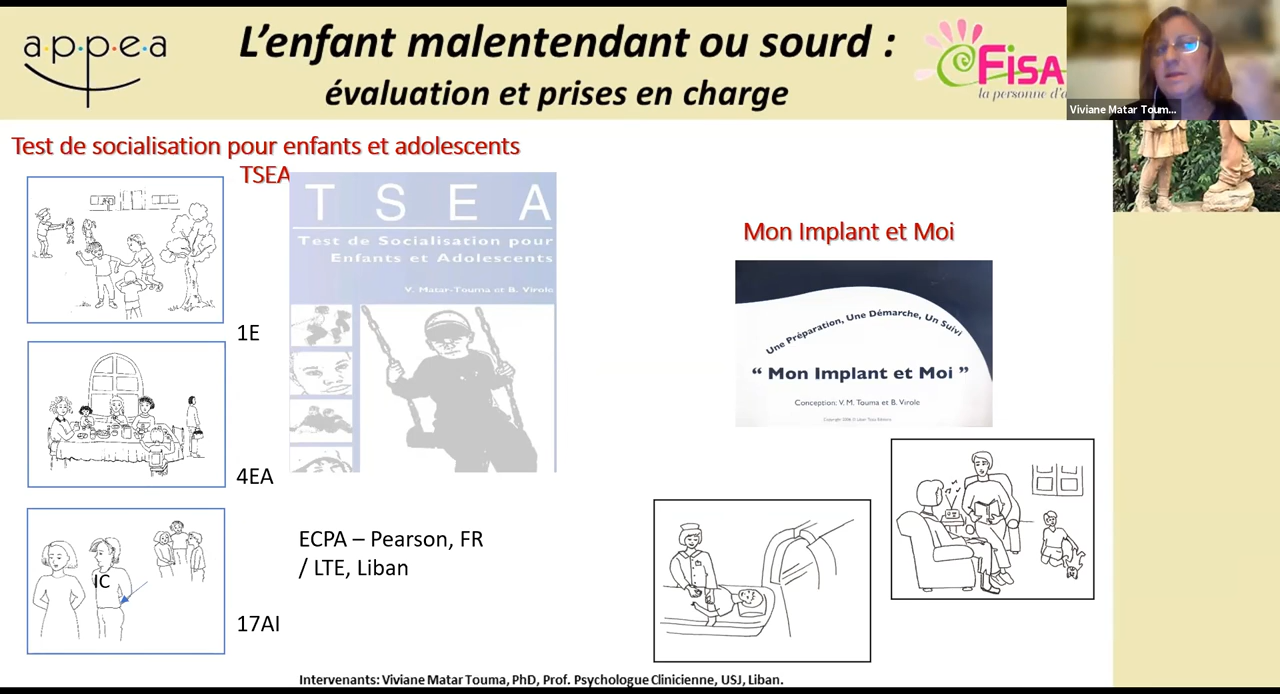 appea
L'enfant malentendant ou sourd :
évaluation et prises en charge
FISA
la personne d'a
Viviane Matar Toum...
Test de socialisation pour enfants et adolescents
TSEA
T S E A
Test de Socialisation pour
Enfants et Adolescents
V. Matar-Touma et B. Virole
1E
4EA
IC
17AI
ECPA – Pearson, FR
/ LTE, Liban
Mon Implant et Moi
Une Préparation, Une Démarche, Un Suivi
“ Mon Implant et Moi ”
Conception: V. M. Touma et B. Virole
Intervenants: Viviane Matar Touma, PhD, Prof. Psychologue Clinicienne, USJ, Liban.